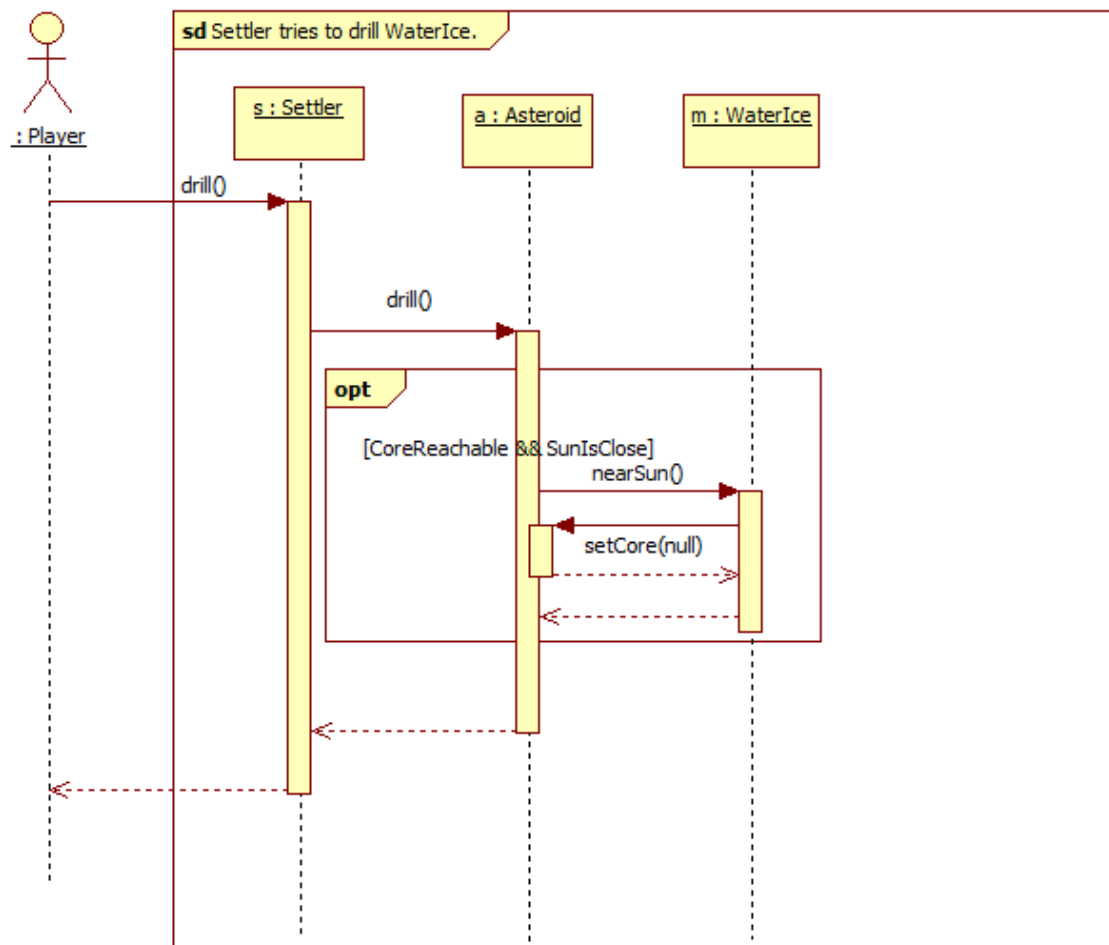 sd Settler tries to drill WaterIce.
: Player
s : Settler
a : Asteroid
m : WaterIce
drill()
drill()
opt
[CoreReachable && SunIsClose]
nearSun()
setCore(null)